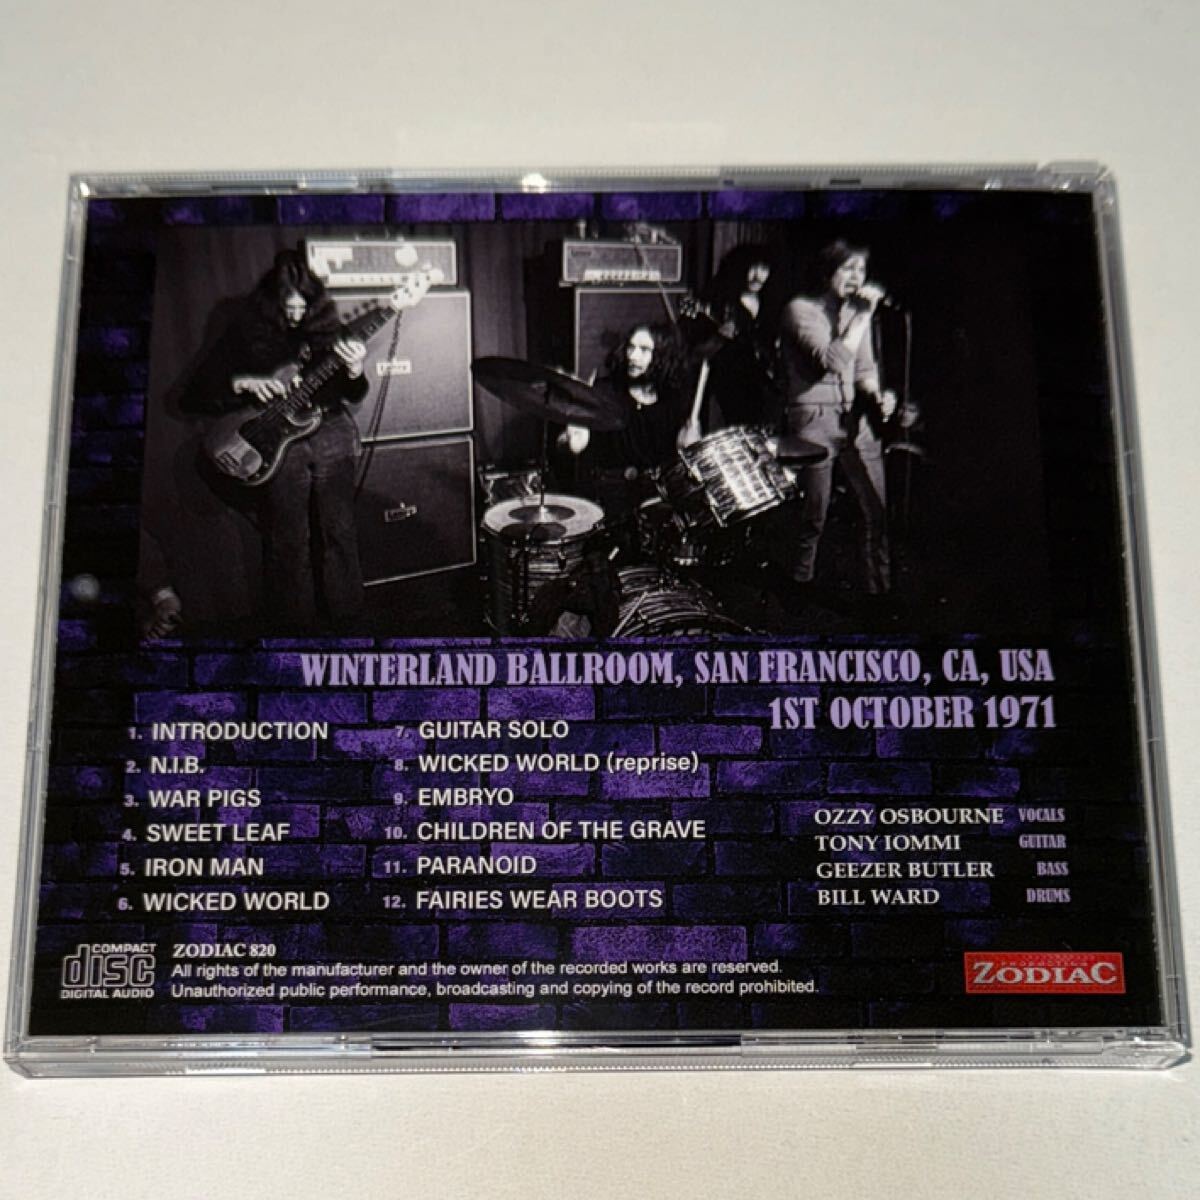 Laney
Laney
WINTERLAND BALLROOM, SAN FRANCISCO, CA, USA
1ST OCTOBER 1971
1. INTRODUCTION
2. N.I.B.
3. WAR PIGS
4. SWEET LEAF
5. IRON MAN
6. WICKED WORLD
7. GUITAR SOLO
8. WICKED WORLD (reprise)
9. EMBRYO
10. CHILDREN OF THE GRAVE
11. PARANOID
12. FAIRIES WEAR BOOTS
OZZY OSBOURNE VOCALS
TONY IOMMI GUITAR
GEEZER BUTLER BASS
BILL WARD DRUMS
COMPACT
disc
DIGITAL AUDIO
ZODIAC 820
All rights of the manufacturer and the owner of the recorded works are reserved.
Unauthorized public performance, broadcasting and copying of the record prohibited.
ZODIAC